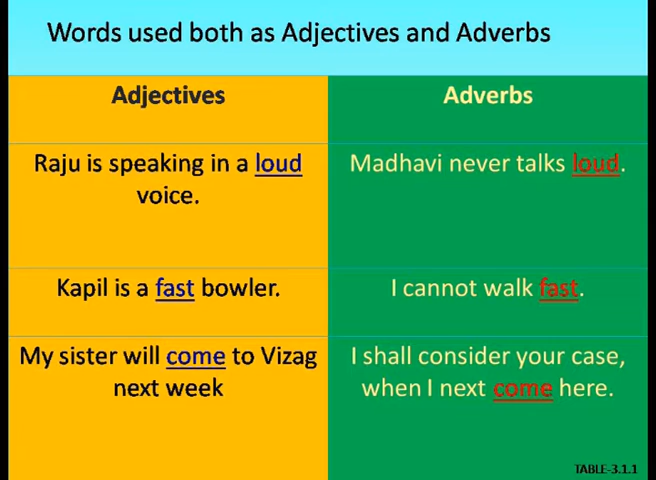 Words used both as Adjectives and Adverbs
Adjectives
Adverbs
Raju is speaking in a loud
voice.
Madhavi never talks loud.
Kapil is a fast bowler.
I cannot walk fast.
My sister will come to Vizag
next week
I shall consider your case,
when I next come here.
TABLE-3.1.1